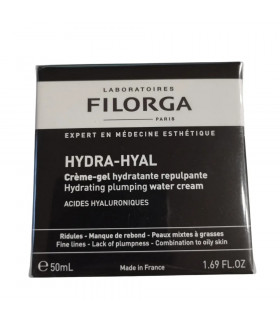 LABORATOIRES
FILORGA
PARIS
EXPERT EN MÉDECINE ESTHÉTIQUE
HYDRA-HYAL
Crème-gel hydratante repulpante
Hydrating plumping water cream
ACIDES HYALURONIQUES
Ridules - Manque de rebond - Peaux mixtes à grasses
Fine lines - Lack of plumpness - Combination to oily skin
e 50mL Made in France 1.69 FL.OZ